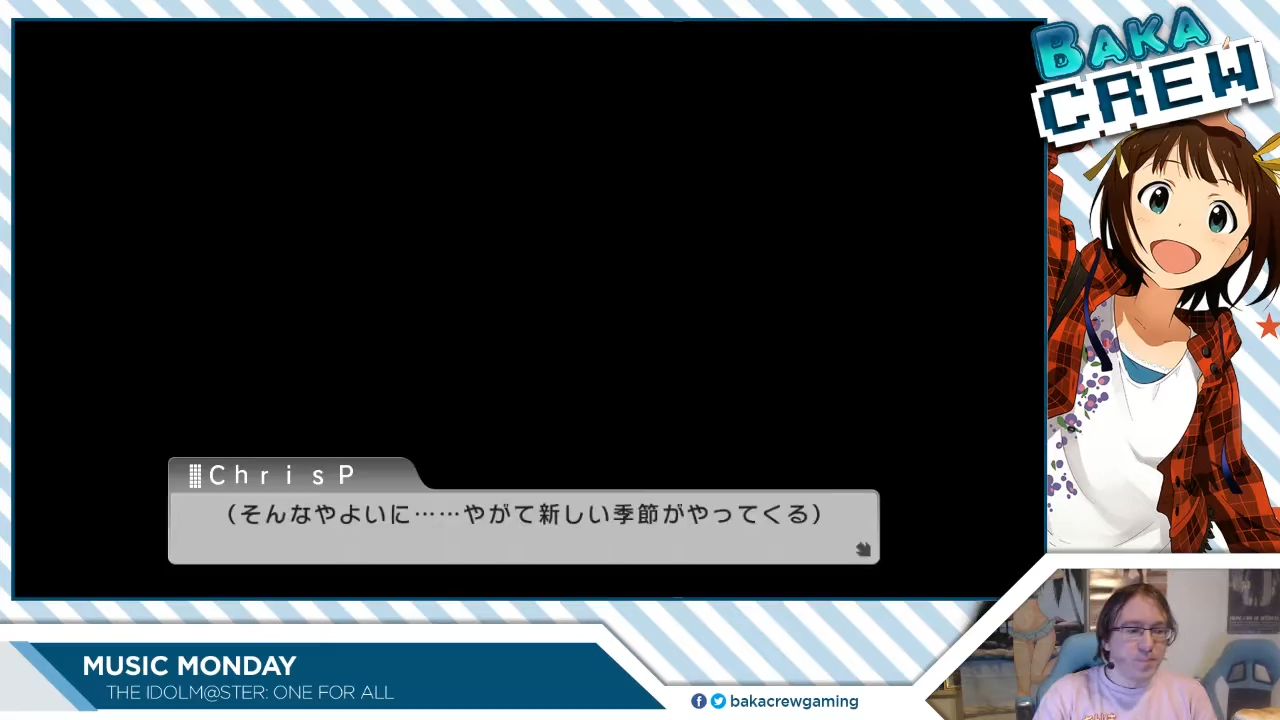 BAKA
CREW
ChrisP
(そんなやよいに……やがて新しい季節がやってくる)
MUSIC MONDAY
THE IDOLM@STER: ONE FOR ALL
bakacrewgaming